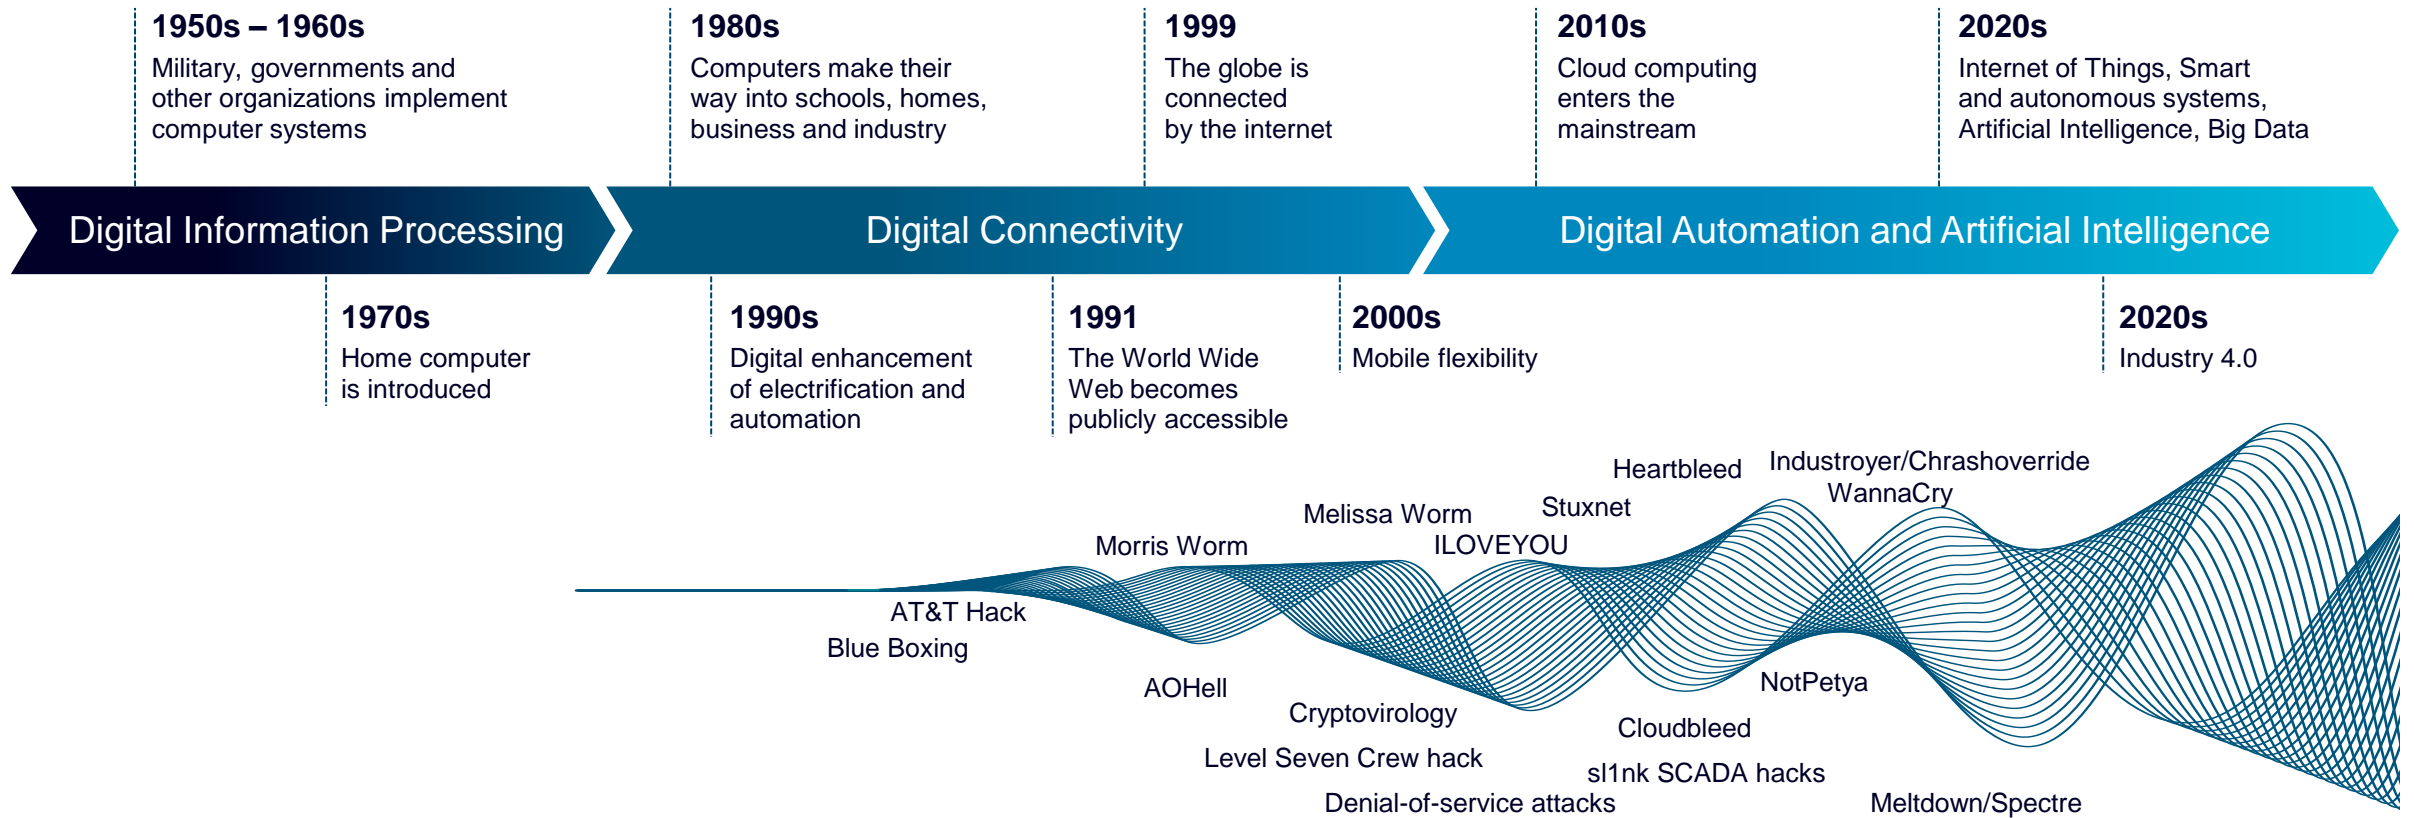 1950s – 1960s
Military, governments and
other organizations implement
computer systems
1980s
Computers make their
way into schools, homes,
business and industry
1999
The globe is
connected
by the internet
2010s
Cloud computing
enters the
mainstream
2020s
Internet of Things, Smart
and autonomous systems,
Artificial Intelligence, Big Data
Digital Information Processing
Digital Connectivity
Digital Automation and Artificial Intelligence
1970s
Home computer
is introduced
1990s
Digital enhancement
of electrification and
automation
1991
The World Wide
Web becomes
publicly accessible
2000s
Mobile flexibility
2020s
Industry 4.0
Heartbleed
Industroyer/Chrashoverride
WannaCry
Stuxnet
Melissa Worm
ILOVEYOU
Morris Worm
AT&T Hack
Blue Boxing
AOHell
NotPetya
Cryptovirology
Cloudbleed
Level Seven Crew hack
sl1nk SCADA hacks
Denial-of-service attacks
Meltdown/Spectre